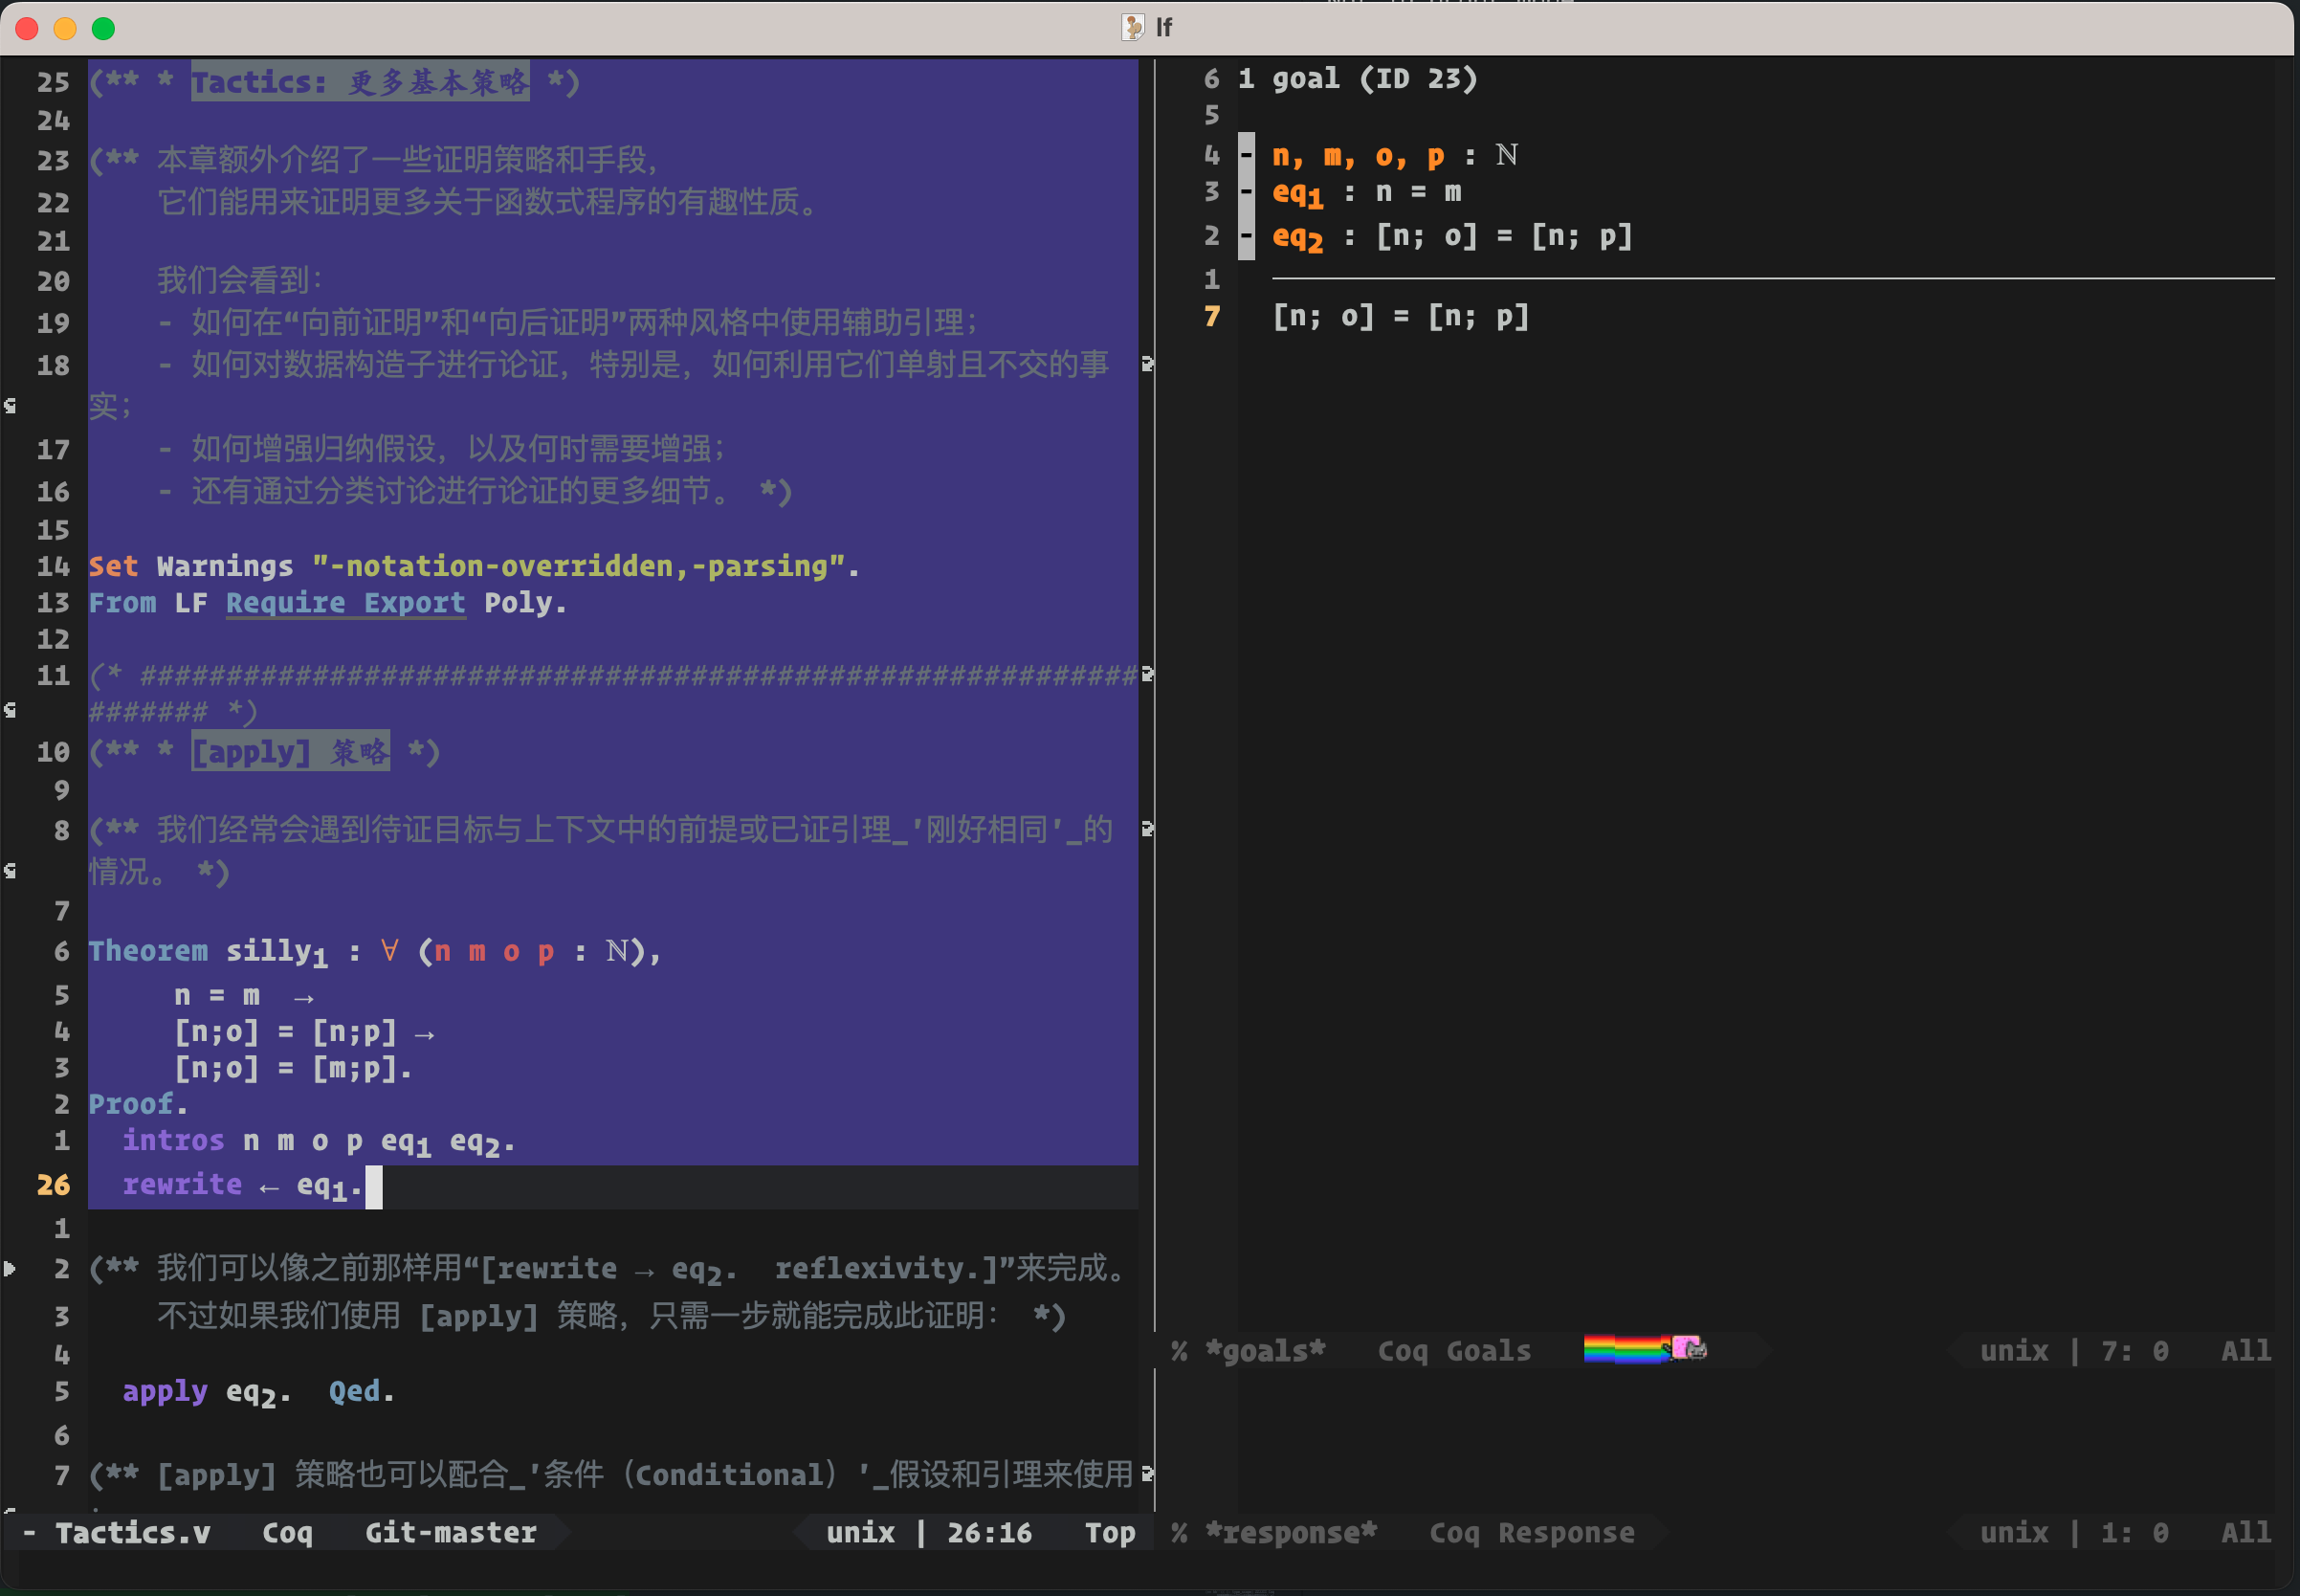 lf
25 (** * Tactics: 更多基本策略 *)
24
23 (** 本章额外介绍了一些证明策略和手段，
22 它们能用来证明更多关于函数式程序的有趣性质。
21
20 我们会看到：
19 - 如何在“向前证明”和“向后证明”两种风格中使用辅助引理；
18 - 如何对数据构造子进行论证，特别是，如何利用它们单射且不交的事
实；
17 - 如何增强归纳假设，以及何时需要增强；
16 - 还有通过分类讨论进行论证的更多细节。 *)
15
14 Set Warnings "-notation-overridden,-parsing".
13 From LF Require Export Poly.
12
11 (* ##########################################################
####### *)
10 (** * [apply] 策略 *)
9
8 (** 我们经常会遇到待证目标与上下文中的前提或已证引理_'刚好相同'_的
情况。 *)
7
6 Theorem silly₁ : ∀ (n m o p : ℕ),
5 n = m →
4 [n;o] = [n;p] →
3 [n;o] = [m;p].
2 Proof.
1 intros n m o p eq₁ eq₂.
26 rewrite ← eq₁.
1
2 (** 我们可以像之前那样用“[rewrite → eq₂. reflexivity.]”来完成。
3 不过如果我们使用 [apply] 策略，只需一步就能完成此证明： *)
4
5 apply eq₂. Qed.
6
7 (** [apply] 策略也可以配合_'条件（Conditional）'_假设和引理来使用
- Tactics.v Coq Git-master unix | 26:16 Top
6 1 goal (ID 23)
5
4 - n, m, o, p : ℕ
3 - eq₁ : n = m
2 - eq₂ : [n; o] = [n; p]
1
7 [n; o] = [n; p]
% *goals* Coq Goals unix | 7: 0 All
% *response* Coq Response unix | 1: 0 All